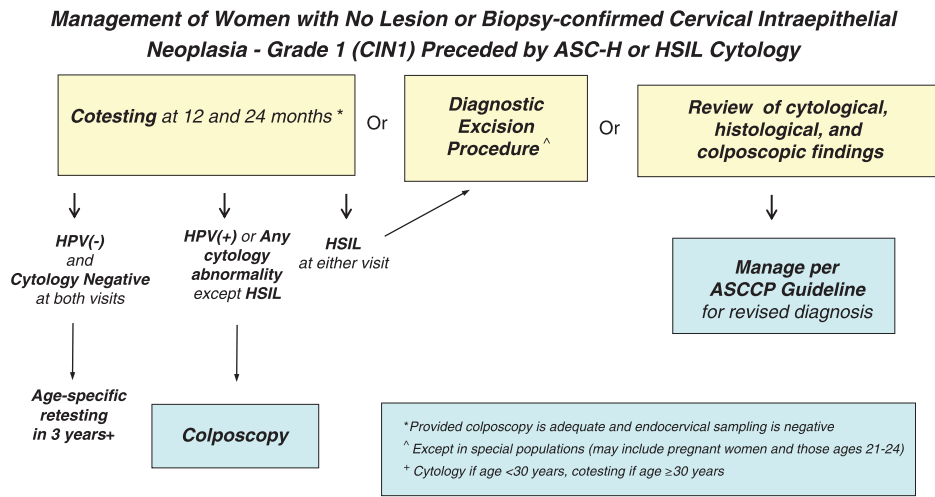 Management of Women with No Lesion or Biopsy-confirmed Cervical Intraepithelial
Neoplasia - Grade 1 (CIN1) Preceded by ASC-H or HSIL Cytology
Cotesting at 12 and 24 months *
Or
Diagnostic
Excision
Procedure ^
Or
Review of cytological,
histological, and
colposcopic findings
HPV(-)
and
Cytology Negative
at both visits
HPV(+) or Any
cytology
abnormality
except HSIL
HSIL
at either visit
Manage per
ASCCP Guideline
for revised diagnosis
Age-specific
retesting
in 3 years+
Colposcopy
*Provided colposcopy is adequate and endocervical sampling is negative
^ Except in special populations (may include pregnant women and those ages 21-24)
+ Cytology if age <30 years, cotesting if age ≥30 years